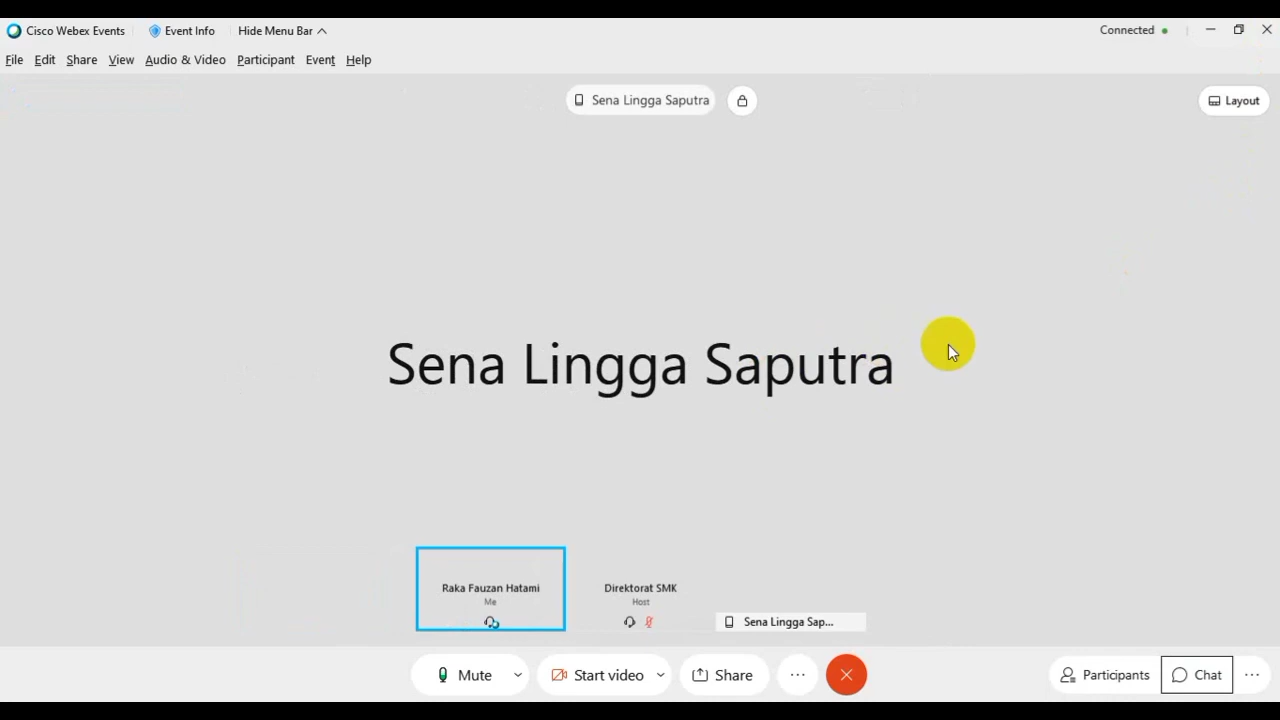 Cisco Webex Events Event Info Hide Menu Bar Connected
File Edit Share View Audio & Video Participant Event Help
Sena Lingga Saputra Layout
Sena Lingga Saputra
Raka Fauzan Hatami Direktorat SMK
Me Host
Sena Lingga Sap...
Mute Start video Share ... Participants Chat ...